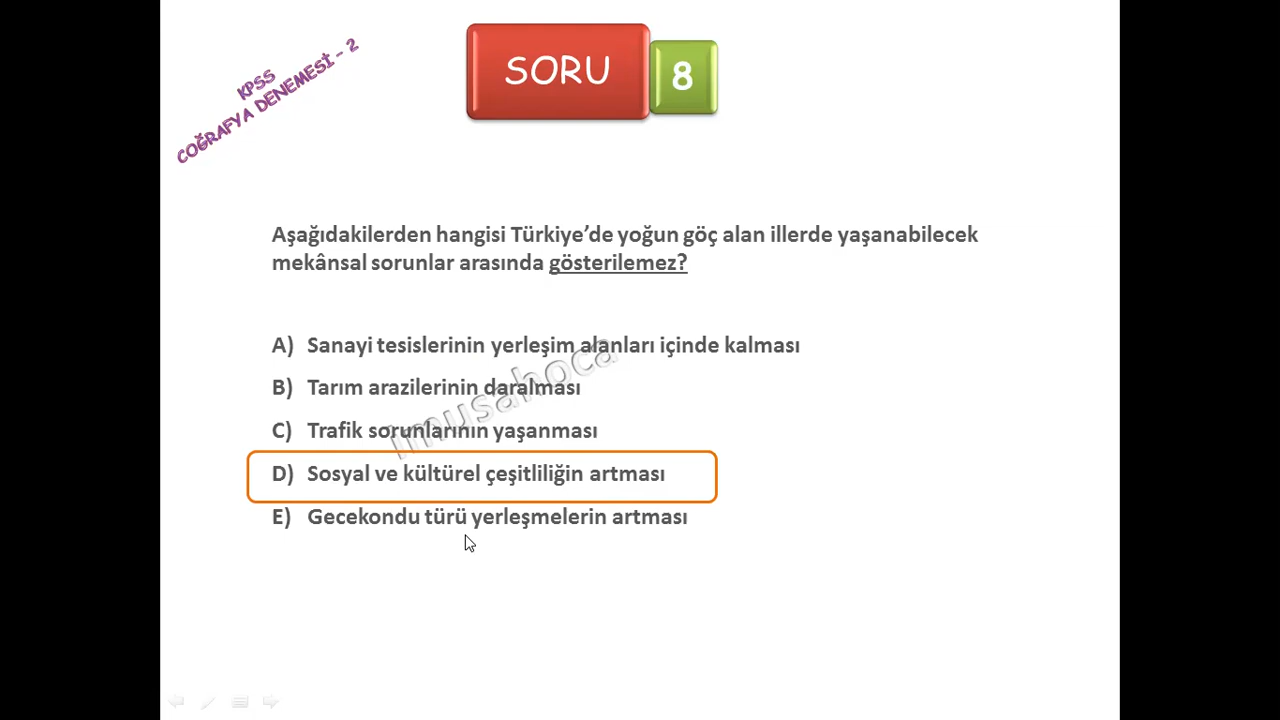 KPSS
COĞRAFYA DENEMESİ - 2
SORU
8
Aşağıdakilerden hangisi Türkiye'de yoğun göç alan illerde yaşanabilecek
mekânsal sorunlar arasında gösterilemez?
A) Sanayi tesislerinin yerleşim alanları içinde kalması
B) Tarım arazilerinin daralması
C) Trafik sorunlarının yaşanması
D) Sosyal ve kültürel çeşitliliğin artması
E) Gecekondu türü yerleşmelerin artması
imusahoca